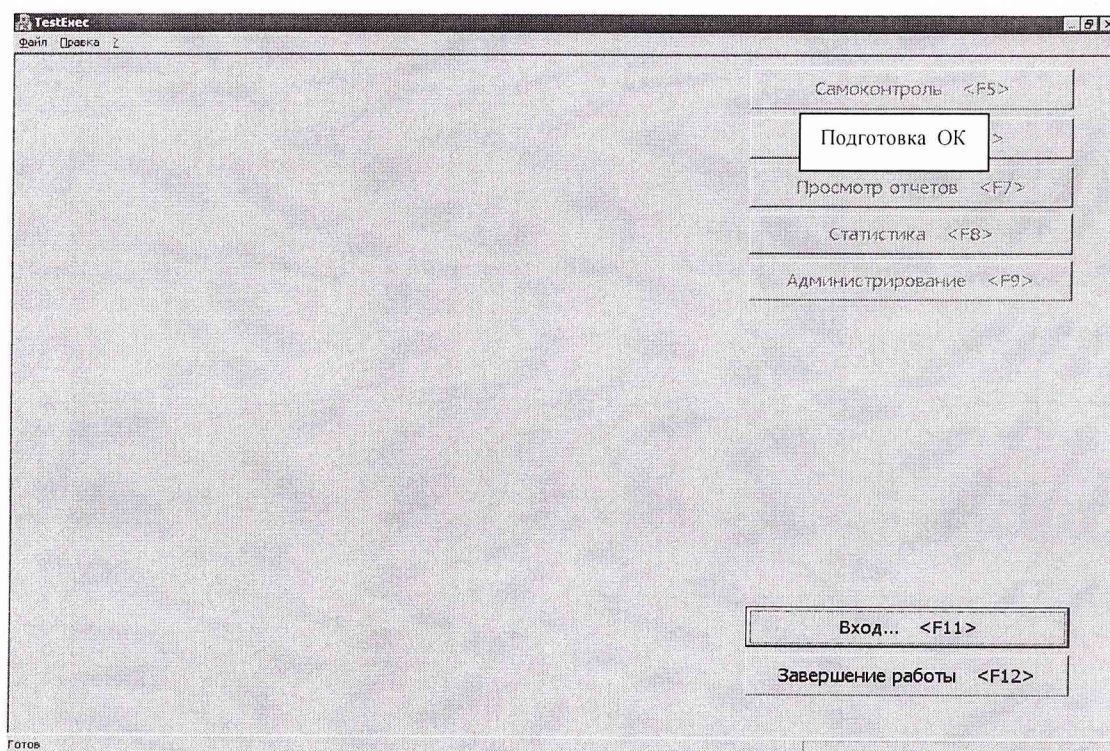 TestExec
Файл Правка ?
Самоконтроль <F5>
Подготовка ОК >
Просмотр отчетов <F7>
Статистика <F8>
Администрирование <F9>
Вход... <F11>
Завершение работы <F12>
Готов